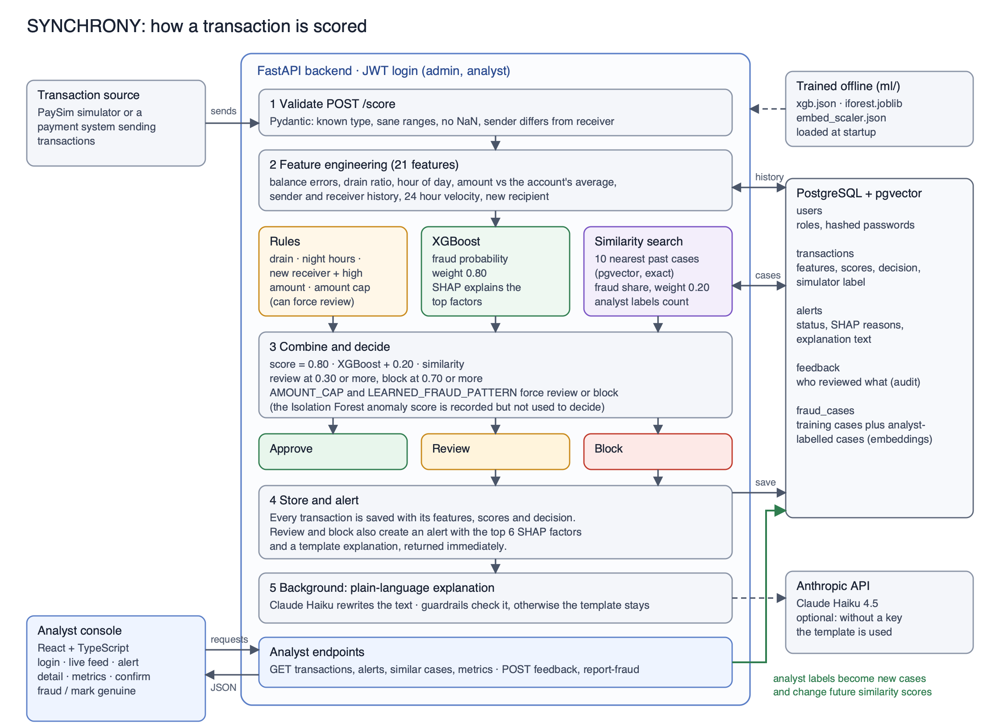 SYNCHRONY: how a transaction is scored
FastAPI backend · JWT login (admin, analyst)
Transaction source
PaySim simulator or a
payment system sending
transactions
sends
1 Validate POST /score
Pydantic: known type, sane ranges, no NaN, sender differs from receiver
Trained offline (ml/)
xgb.json · iforest.joblib
embed_scaler.json
loaded at startup
2 Feature engineering (21 features)
balance errors, drain ratio, hour of day, amount vs the account's average,
sender and receiver history, 24 hour velocity, new recipient
history
PostgreSQL + pgvector
users
roles, hashed passwords
transactions
features, scores, decision,
simulator label
alerts
status, SHAP reasons,
explanation text
feedback
who reviewed what (audit)
fraud_cases
training cases plus analyst-
labelled cases (embeddings)
Rules
drain · night hours ·
new receiver + high
amount · amount cap
(can force review)
XGBoost
fraud probability
weight 0.80
SHAP explains the
top factors
Similarity search
10 nearest past cases
(pgvector, exact)
fraud share, weight 0.20
analyst labels count
cases
3 Combine and decide
score = 0.80 · XGBoost + 0.20 · similarity
review at 0.30 or more, block at 0.70 or more
AMOUNT_CAP and LEARNED_FRAUD_PATTERN force review or block
(the Isolation Forest anomaly score is recorded but not used to decide)
Approve
Review
Block
4 Store and alert
Every transaction is saved with its features, scores and decision.
Review and block also create an alert with the top 6 SHAP factors
and a template explanation, returned immediately.
save
5 Background: plain-language explanation
Claude Haiku rewrites the text · guardrails check it, otherwise the template stays
Anthropic API
Claude Haiku 4.5
optional: without a key
the template is used
Analyst console
React + TypeScript
login · live feed · alert
detail · metrics · confirm
fraud / mark genuine
requests
JSON
Analyst endpoints
GET transactions, alerts, similar cases, metrics · POST feedback, report-fraud
analyst labels become new cases
and change future similarity scores